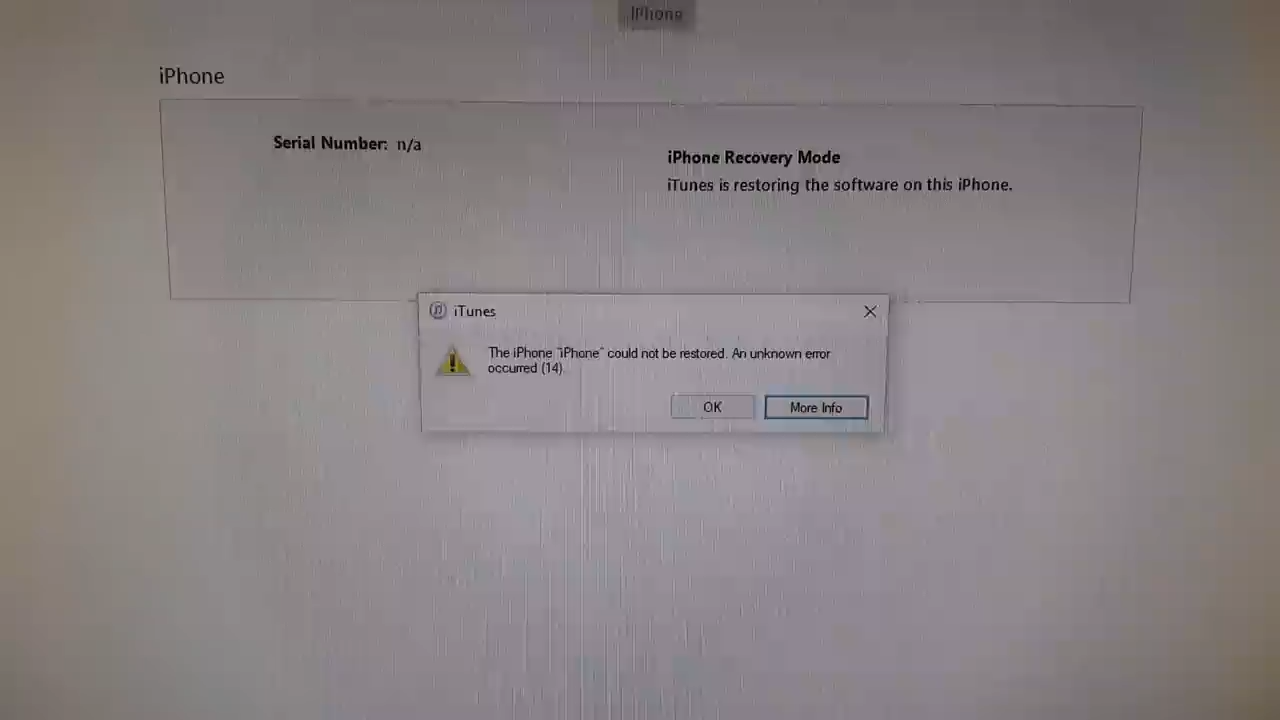 iPhone
iPhone
Serial Number: n/a
iPhone Recovery Mode
iTunes is restoring the software on this iPhone.
iTunes
The iPhone "iPhone" could not be restored. An unknown error
occurred (14).
OK
More Info